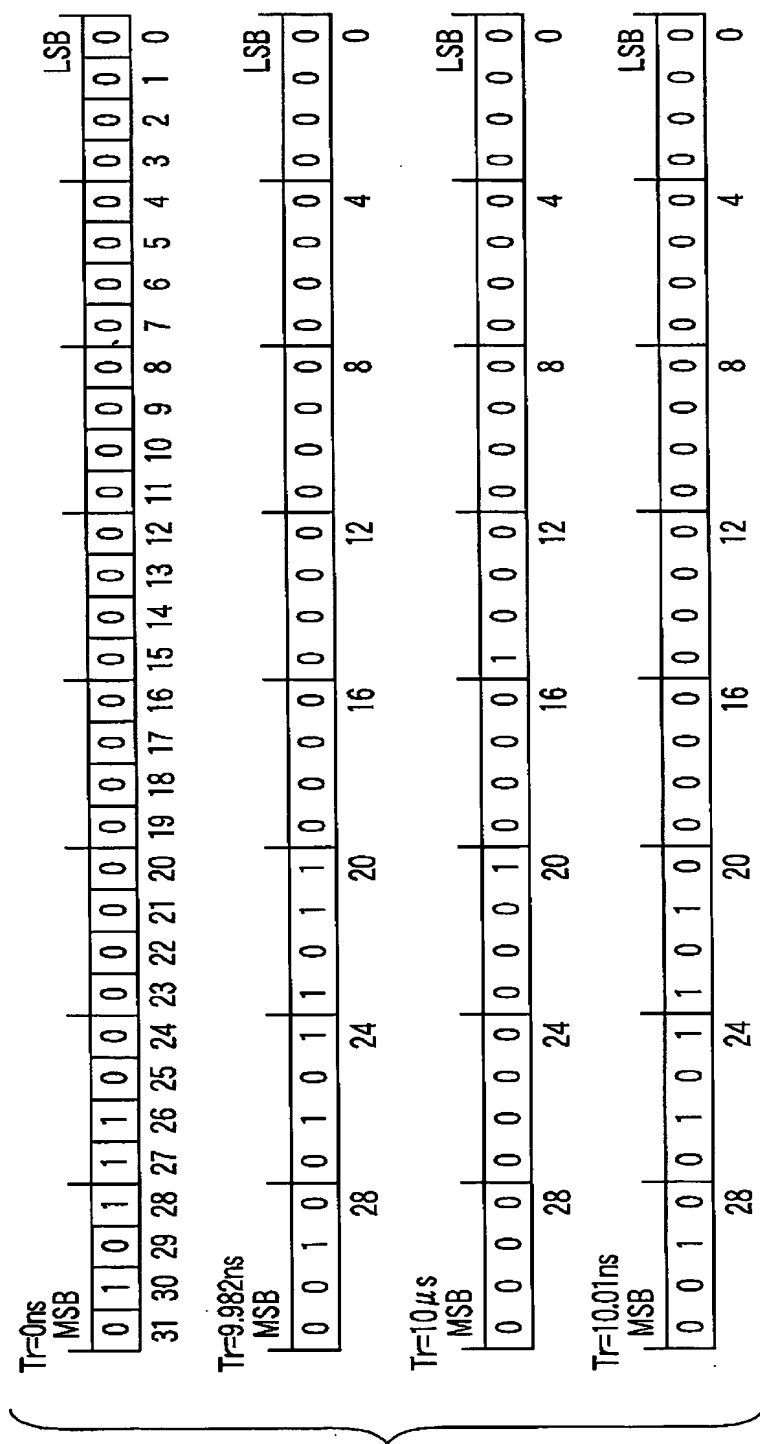 Tr=0ns
MSB LSB
0 1 0 1 1 1 0 0 0 0 0 0 0 0 0 0 0 0 0 0 0 0 0 0 0 0 0 0 0 0 0 0
31 30 29 28 27 26 25 24 23 22 21 20 19 18 17 16 15 14 13 12 11 10 9 8 7 6 5 4 3 2 1 0
Tr=9.982ns
MSB LSB
0 0 1 0 0 1 0 1 1 0 1 1 0 0 0 0 0 0 0 0 0 0 0 0 0 0 0 0 0 0 0 0
28 24 20 16 12 8 4 0
Tr=10μs
MSB LSB
0 0 0 0 0 0 0 0 0 0 0 1 0 0 0 0 1 0 0 0 0 0 0 0 0 0 0 0 0 0 0 0
28 24 20 16 12 8 4 0
Tr=10.01ns
MSB LSB
0 0 1 0 0 1 0 1 1 0 1 0 0 0 0 0 0 0 0 0 0 0 0 0 0 0 0 0 0 0 0 0
28 24 20 16 12 8 4 0